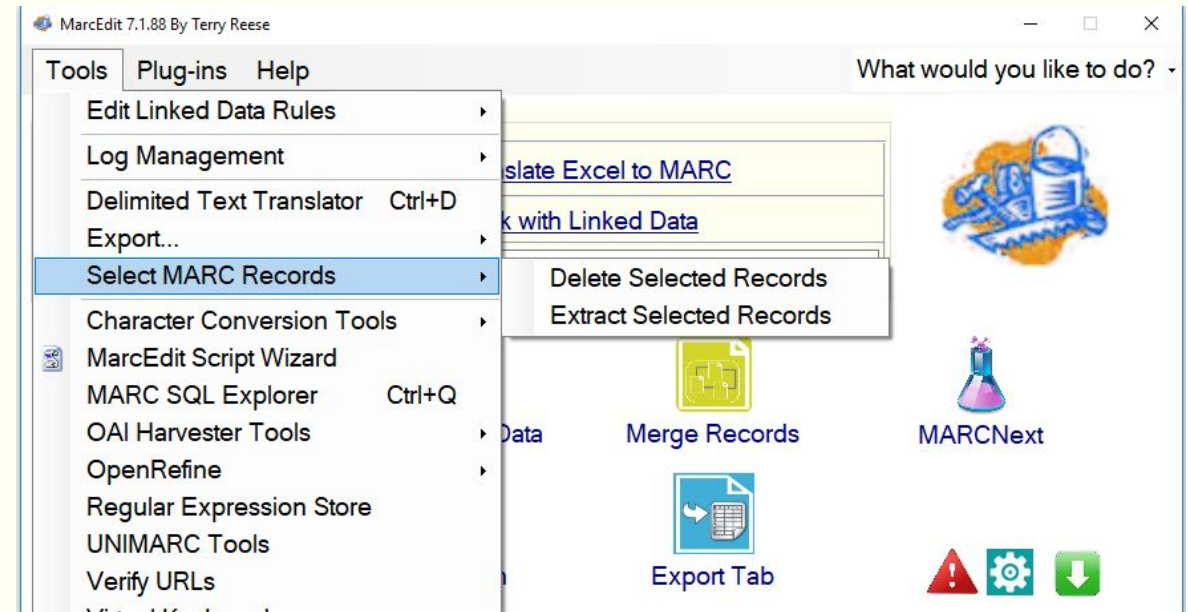 MarcEdit 7.1.88 By Terry Reese
Tools Plug-ins Help What would you like to do?
Edit Linked Data Rules
Log Management
slate Excel to MARC
Delimited Text Translator Ctrl+D
k with Linked Data
Export...
Select MARC Records
Delete Selected Records
Extract Selected Records
Character Conversion Tools
MarcEdit Script Wizard
MARC SQL Explorer Ctrl+Q
OAI Harvester Tools
Data Merge Records MARCNext
OpenRefine
Regular Expression Store
UNIMARC Tools
Verify URLs
Export Tab